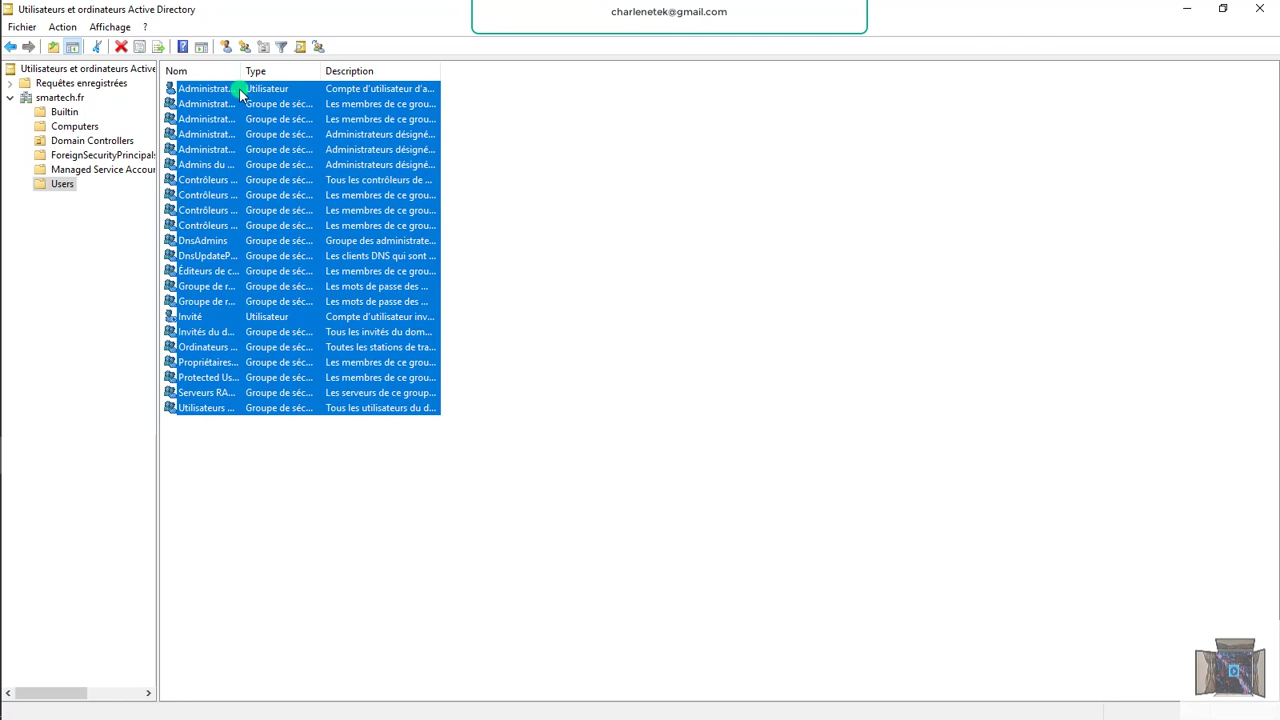 Utilisateurs et ordinateurs Active Directory
charlenetek@gmail.com
Fichier Action Affichage ?
Utilisateurs et ordinateurs Active
Requêtes enregistrées
smartech.fr
Builtin
Computers
Domain Controllers
ForeignSecurityPrincipals
Managed Service Accour
Users
Nom Type Description
Administrat... Utilisateur Compte d'utilisateur d'a...
Administrat... Groupe de séc... Les membres de ce grou...
Administrat... Groupe de séc... Les membres de ce grou...
Administrat... Groupe de séc... Administrateurs désigné...
Administrat... Groupe de séc... Administrateurs désigné...
Admins du ... Groupe de séc... Administrateurs désigné...
Contrôleurs ... Groupe de séc... Tous les contrôleurs de ...
Contrôleurs ... Groupe de séc... Les membres de ce grou...
Contrôleurs ... Groupe de séc... Les membres de ce grou...
Contrôleurs ... Groupe de séc... Les membres de ce grou...
DnsAdmins Groupe de séc... Groupe des administrate...
DnsUpdateP... Groupe de séc... Les clients DNS qui sont ...
Éditeurs de c... Groupe de séc... Les membres de ce grou...
Groupe de r... Groupe de séc... Les mots de passe des ...
Groupe de r... Groupe de séc... Les mots de passe des ...
Invité Utilisateur Compte d'utilisateur inv...
Invités du d... Groupe de séc... Tous les invités du dom...
Ordinateurs ... Groupe de séc... Toutes les stations de tra...
Propriétaires... Groupe de séc... Les membres de ce grou...
Protected Us... Groupe de séc... Les membres de ce grou...
Serveurs RA... Groupe de séc... Les serveurs de ce group...
Utilisateurs ... Groupe de séc... Tous les utilisateurs du d...